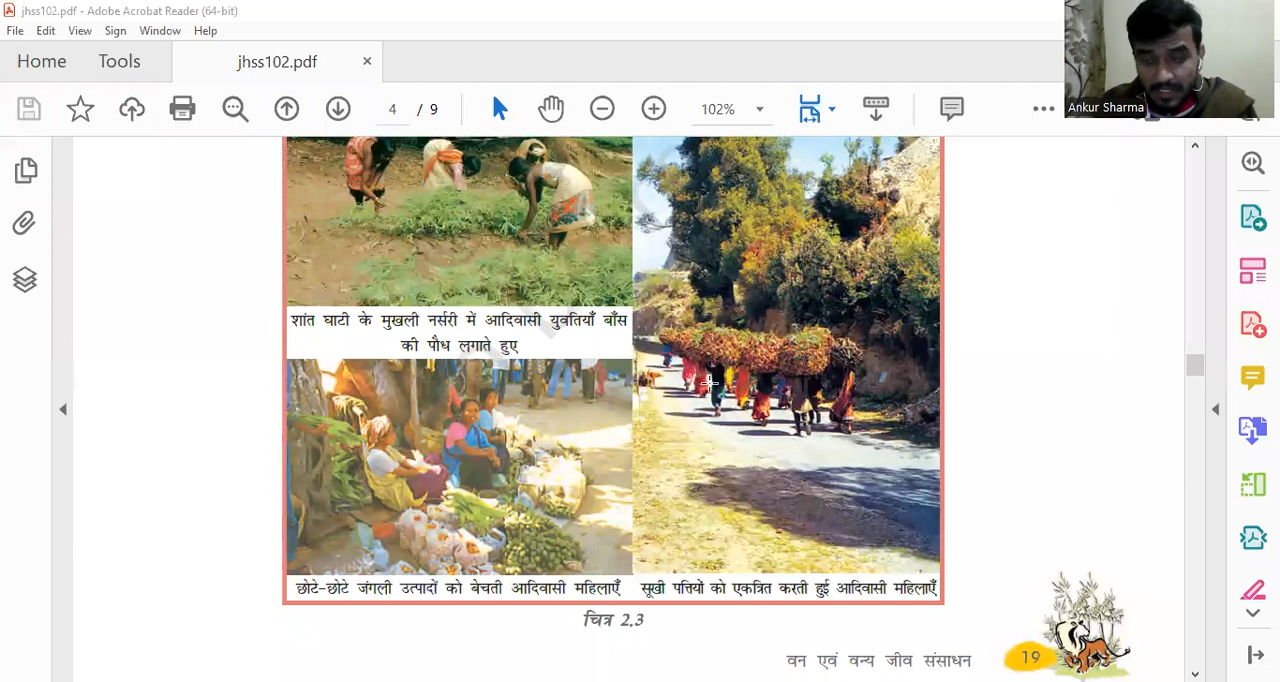 jhss102.pdf - Adobe Acrobat Reader (64-bit)
File Edit View Sign Window Help
Home Tools jhss102.pdf ×
4 / 9 102%
Ankur Sharma
शांत घाटी के मुखली नर्सरी में आदिवासी युवतियाँ बाँस
की पौध लगाते हुए
छोटे-छोटे जंगली उत्पादों को बेचती आदिवासी महिलाएँ
सूखी पत्तियों को एकत्रित करती हुई आदिवासी महिलाएँ
चित्र 2.3
वन एवं वन्य जीव संसाधन 19